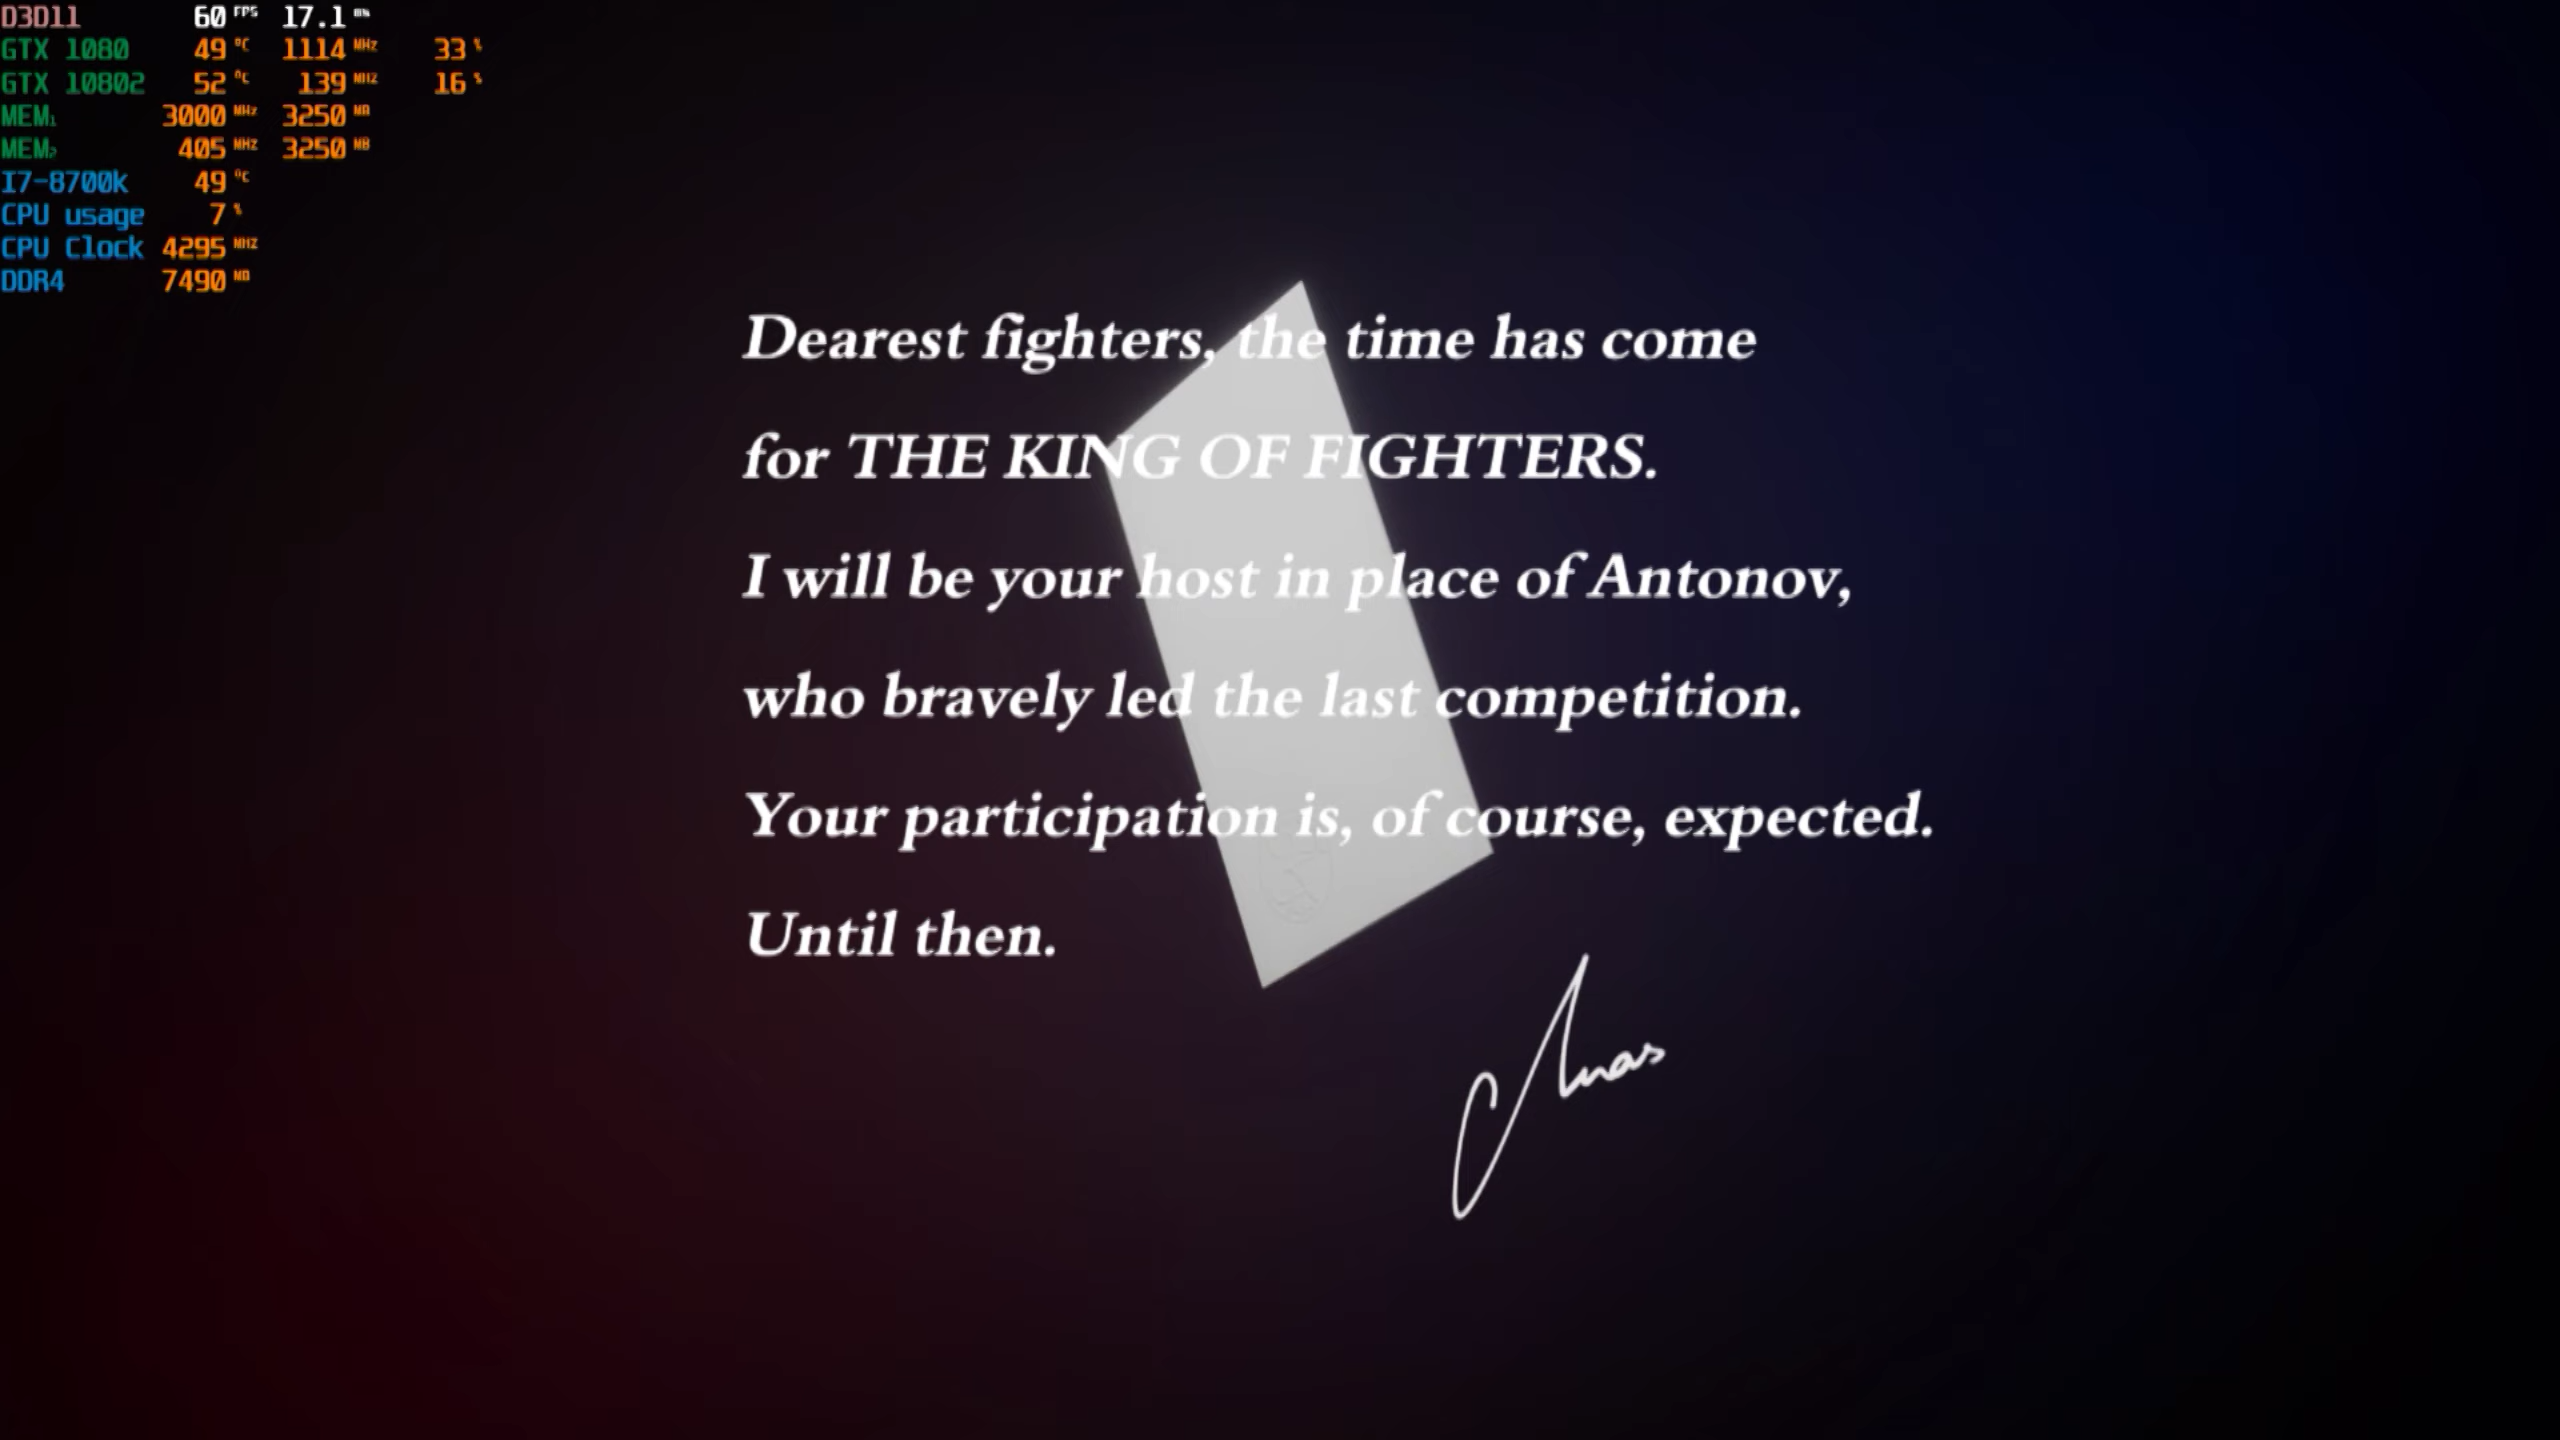 D3D11 60 FPS 17.1 ms
GTX 1080 49 °C 1114 MHz 33 %
GTX 10802 52 °C 139 MHz 16 %
MEM1 3000 MHz 3250 MB
MEM2 405 MHz 3250 MB
I7-8700k 49 °C
CPU usage 7 %
CPU Clock 4295 MHz
DDR4 7490 MB
Dearest fighters, the time has come
for THE KING OF FIGHTERS.
I will be your host in place of Antonov,
who bravely led the last competition.
Your participation is, of course, expected.
Until then.